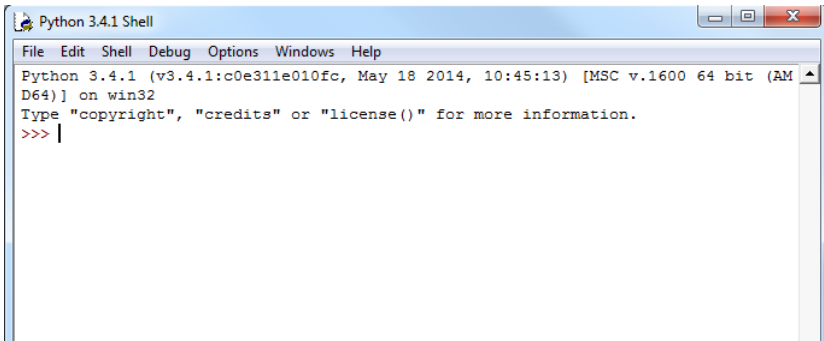 Python 3.4.1 Shell
File Edit Shell Debug Options Windows Help
Python 3.4.1 (v3.4.1:c0e311e010fc, May 18 2014, 10:45:13) [MSC v.1600 64 bit (AM
D64)] on win32
Type "copyright", "credits" or "license()" for more information.
>>>